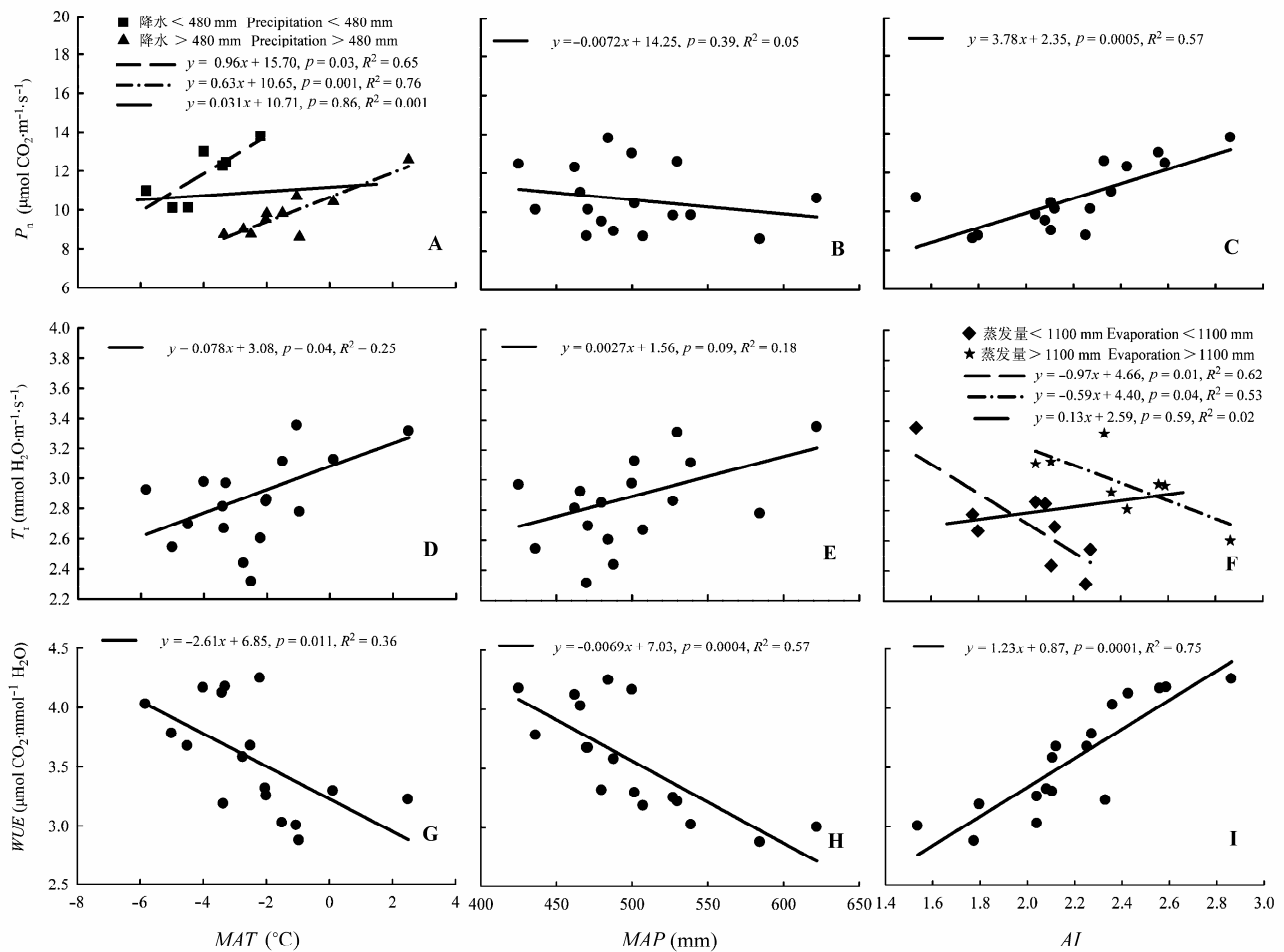 20
18
16
14
12
10
8
6
Pn (μmol CO2·m⁻¹·s⁻¹)
■ 降水＜480 mm Precipitation < 480 mm
▲ 降水＞480 mm Precipitation > 480 mm
y = 0.96x + 15.70, p = 0.03, R² = 0.65
y = 0.63x + 10.65, p = 0.001, R² = 0.76
y = 0.031x + 10.71, p = 0.86, R² = 0.001
A
y=−0.0072x + 14.25, p = 0.39, R² = 0.05
B
y = 3.78x + 2.35, p = 0.0005, R² = 0.57
C
4.0
3.8
3.6
3.4
3.2
3.0
2.8
2.6
2.4
2.2
Tr (mmol H2O·m⁻¹·s⁻¹)
y − 0.078x + 3.08, p − 0.04, R² − 0.25
D
y = 0.0027x + 1.56, p = 0.09, R² = 0.18
E
◆ 蒸发量＜1100 mm Evaporation <1100 mm
★ 蒸发量＞1100 mm Evaporation >1100 mm
y = −0.97x + 4.66, p = 0.01, R² = 0.62
y = −0.59x + 4.40, p = 0.04, R² = 0.53
y = 0.13x + 2.59, p = 0.59, R² = 0.02
F
4.5
4.0
3.5
3.0
2.5
WUE (μmol CO2·mmol⁻¹ H2O)
y = −2.61x + 6.85, p = 0.011, R² = 0.36
G
y = −0.0069x + 7.03, p = 0.0004, R² = 0.57
H
y = 1.23x + 0.87, p = 0.0001, R² = 0.75
I
−8 −6 −4 −2 0 2 4
MAT (°C)
400 450 500 550 600 650
MAP (mm)
1.4 1.6 1.8 2.0 2.2 2.4 2.6 2.8 3.0
AI